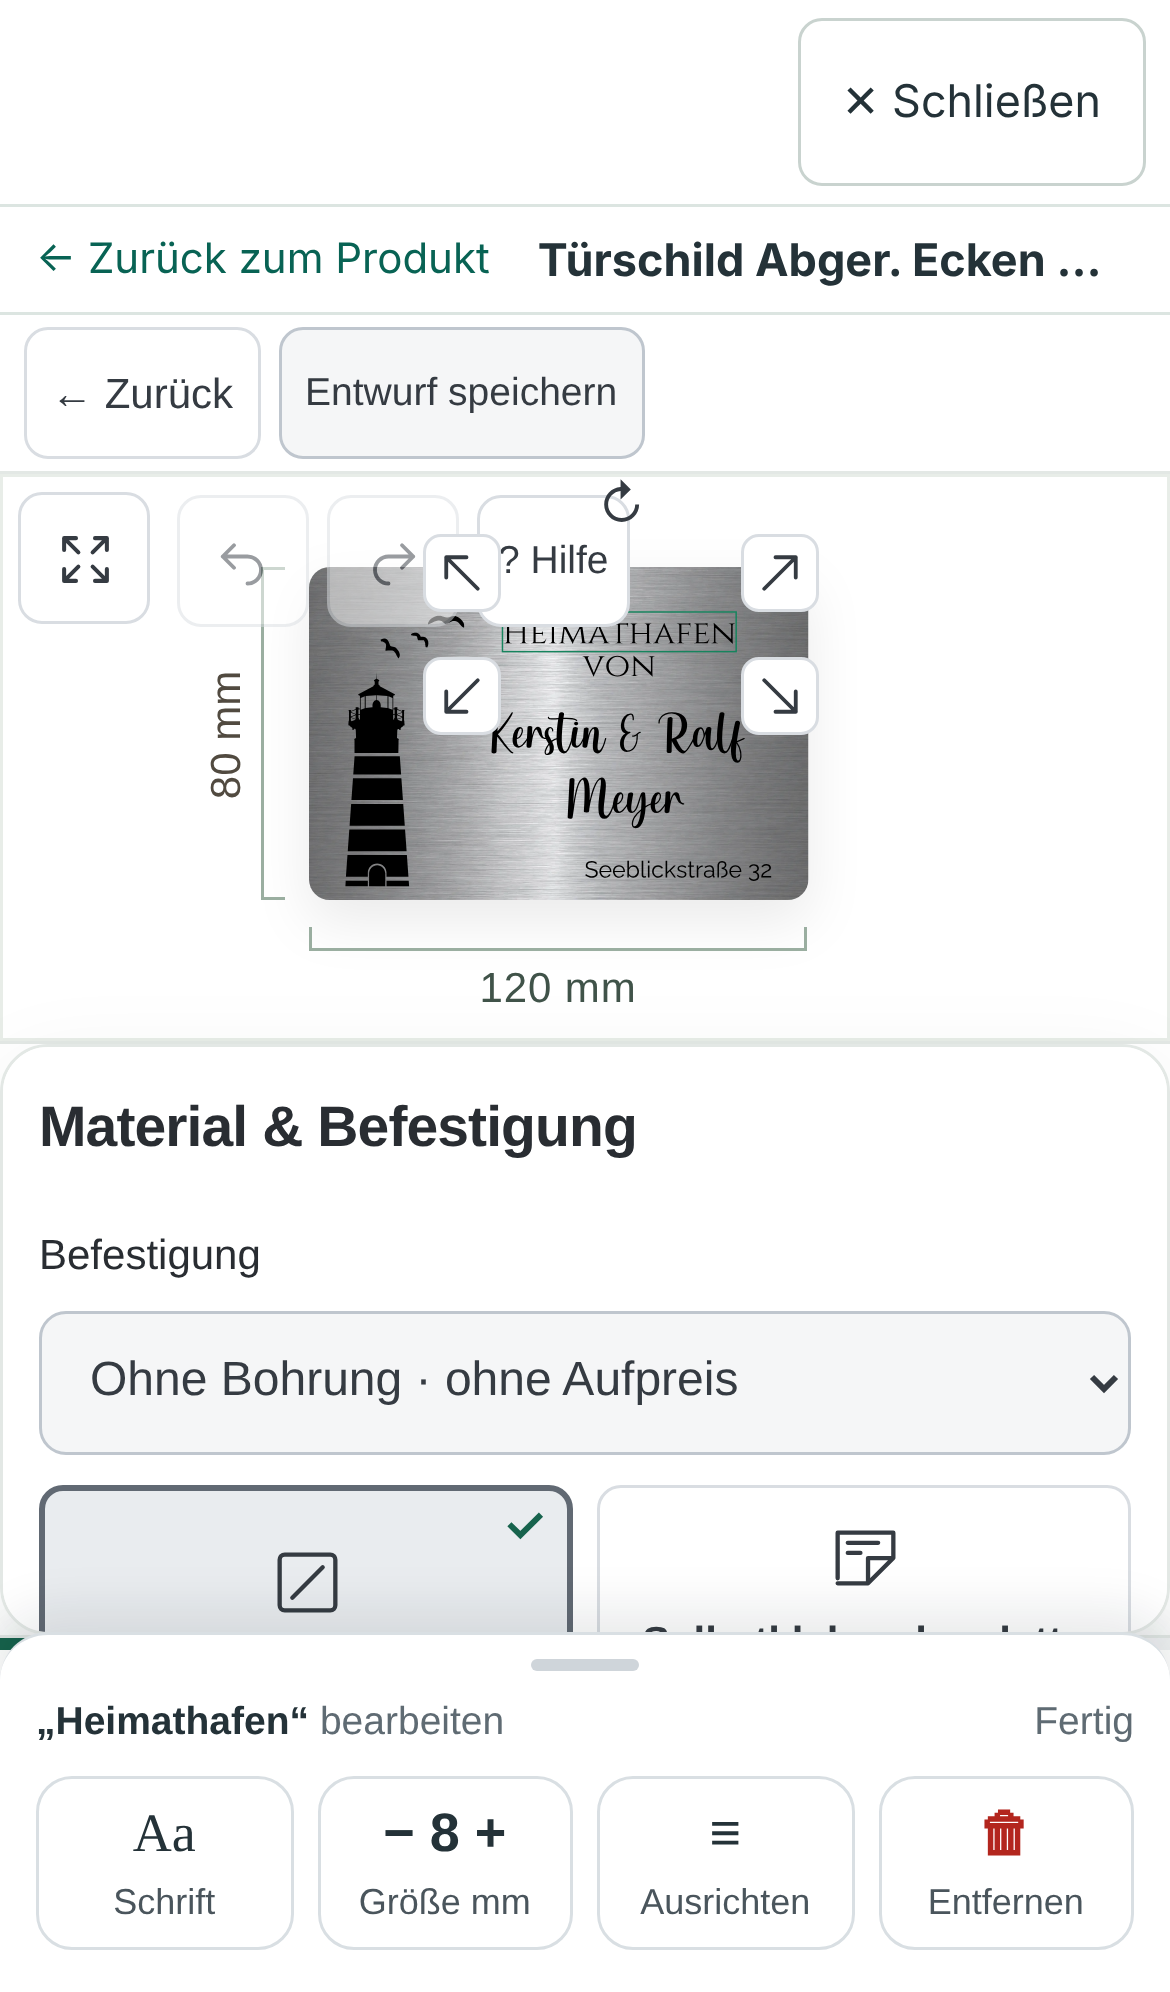 ✕ Schließen
← Zurück zum Produkt Türschild Abger. Ecken ...
← Zurück Entwurf speichern
? Hilfe
HEIMATHAFEN
VON
Kerstin & Ralf
Meyer
Seeblickstraße 32
80 mm
120 mm
Material & Befestigung
Befestigung
Ohne Bohrung · ohne Aufpreis
„Heimathafen“ bearbeiten Fertig
Aa − 8 + ≡
Schrift Größe mm Ausrichten Entfernen